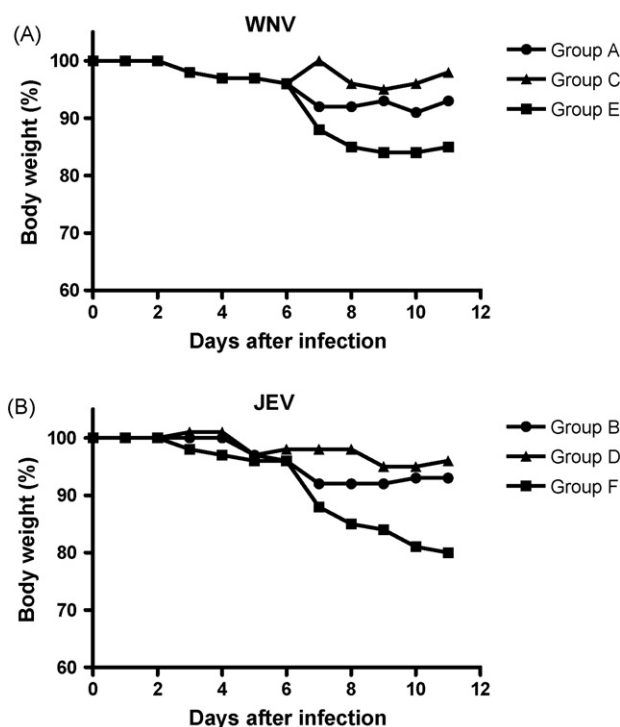 (A)
WNV
100
90
80
70
60
Body weight (%)
0 2 4 6 8 10 12
Days after infection
Group A
Group C
Group E
(B)
JEV
100
90
80
70
60
Body weight (%)
0 2 4 6 8 10 12
Days after infection
Group B
Group D
Group F